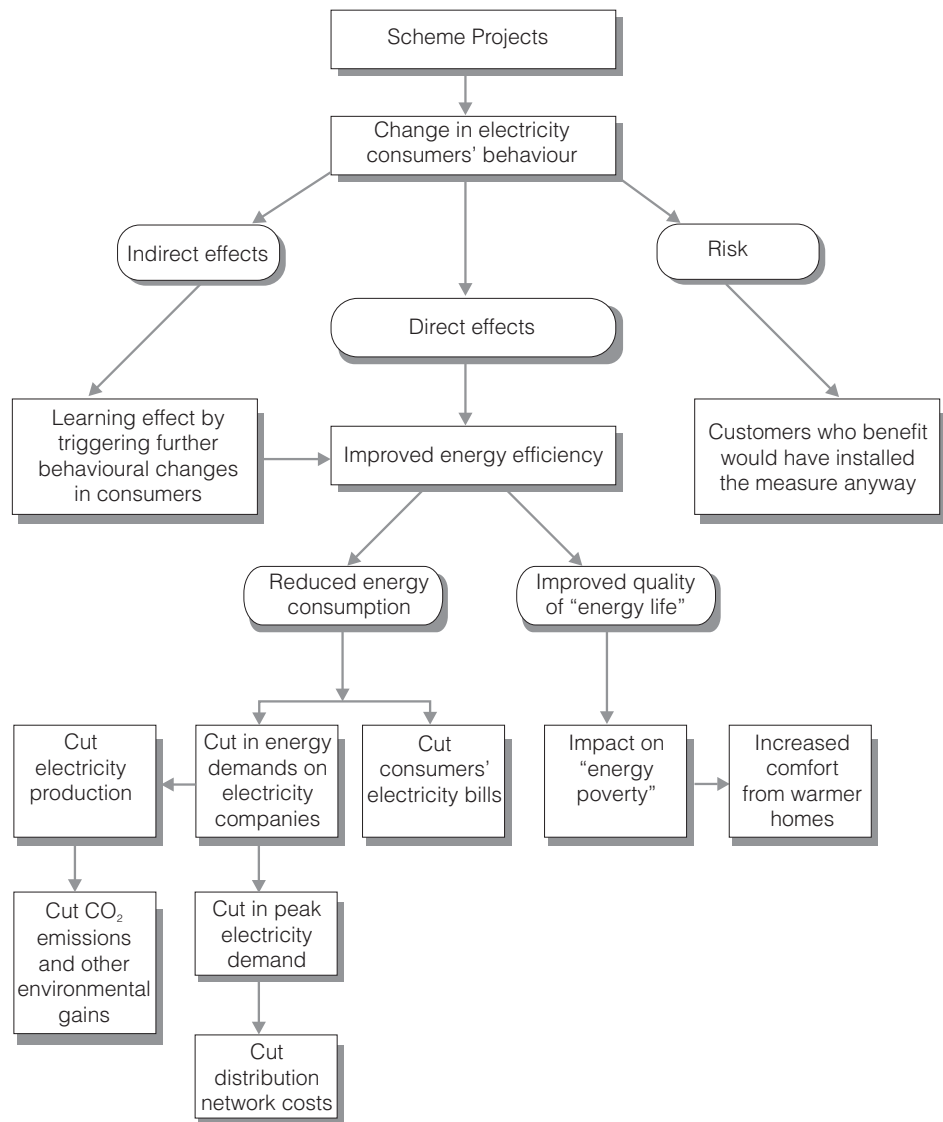 Scheme Projects
Change in electricity
consumers’ behaviour
Indirect effects
Risk
Direct effects
Learning effect by
triggering further
behavioural changes
in consumers
Improved energy efficiency
Customers who benefit
would have installed
the measure anyway
Reduced energy
consumption
Improved quality
of “energy life”
Cut
electricity
production
Cut in energy
demands on
electricity
companies
Cut
consumers’
electricity bills
Impact on
“energy
poverty”
Increased
comfort
from warmer
homes
Cut CO₂
emissions
and other
environmental
gains
Cut in peak
electricity
demand
Cut
distribution
network costs